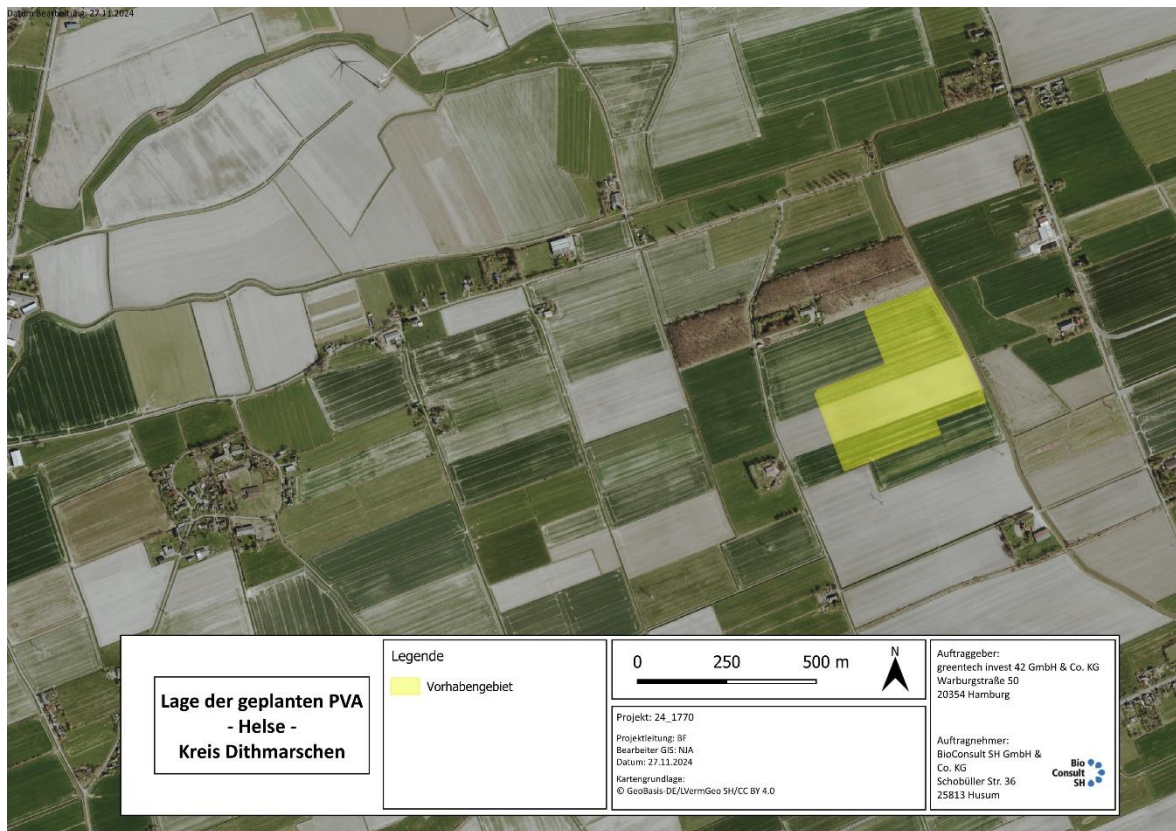 Datum Bearbeitung: 27.11.2024
Lage der geplanten PVA
- Helse -
Kreis Dithmarschen
Legende
Vorhabengebiet
0 250 500 m
N
Projekt: 24_1770
Projektleitung: BF
Bearbeiter GIS: NJA
Datum: 27.11.2024
Kartengrundlage:
© GeoBasis-DE/LVermGeo SH/CC BY 4.0
Auftraggeber:
greentech invest 42 GmbH & Co. KG
Warburgstraße 50
20354 Hamburg
Auftragnehmer:
BioConsult SH GmbH &
Co. KG
Schobüller Str. 36
25813 Husum
Bio
Consult
SH